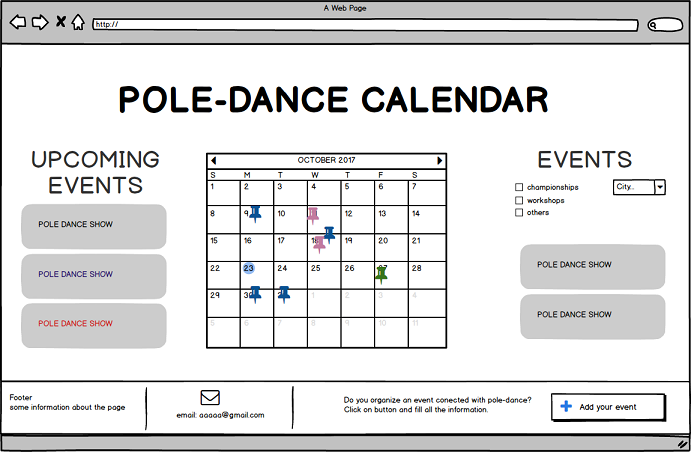 A Web Page
http://
POLE-DANCE CALENDAR
UPCOMING
EVENTS
POLE DANCE SHOW
POLE DANCE SHOW
POLE DANCE SHOW
OCTOBER 2017
S M T W T F S
1 2 3 4 5 6 7
8 9 10 11 12 13 14
15 16 17 18 19 20 21
22 23 24 25 26 27 28
29 30 31 1 2 3 4
5 6 7 8 9 10 11
EVENTS
championships
workshops
others
City...
POLE DANCE SHOW
POLE DANCE SHOW
Footer
some information about the page
email: aaaaa@gmail.com
Do you organize an event conected with pole-dance?
Click on button and fill all the information.
Add your event